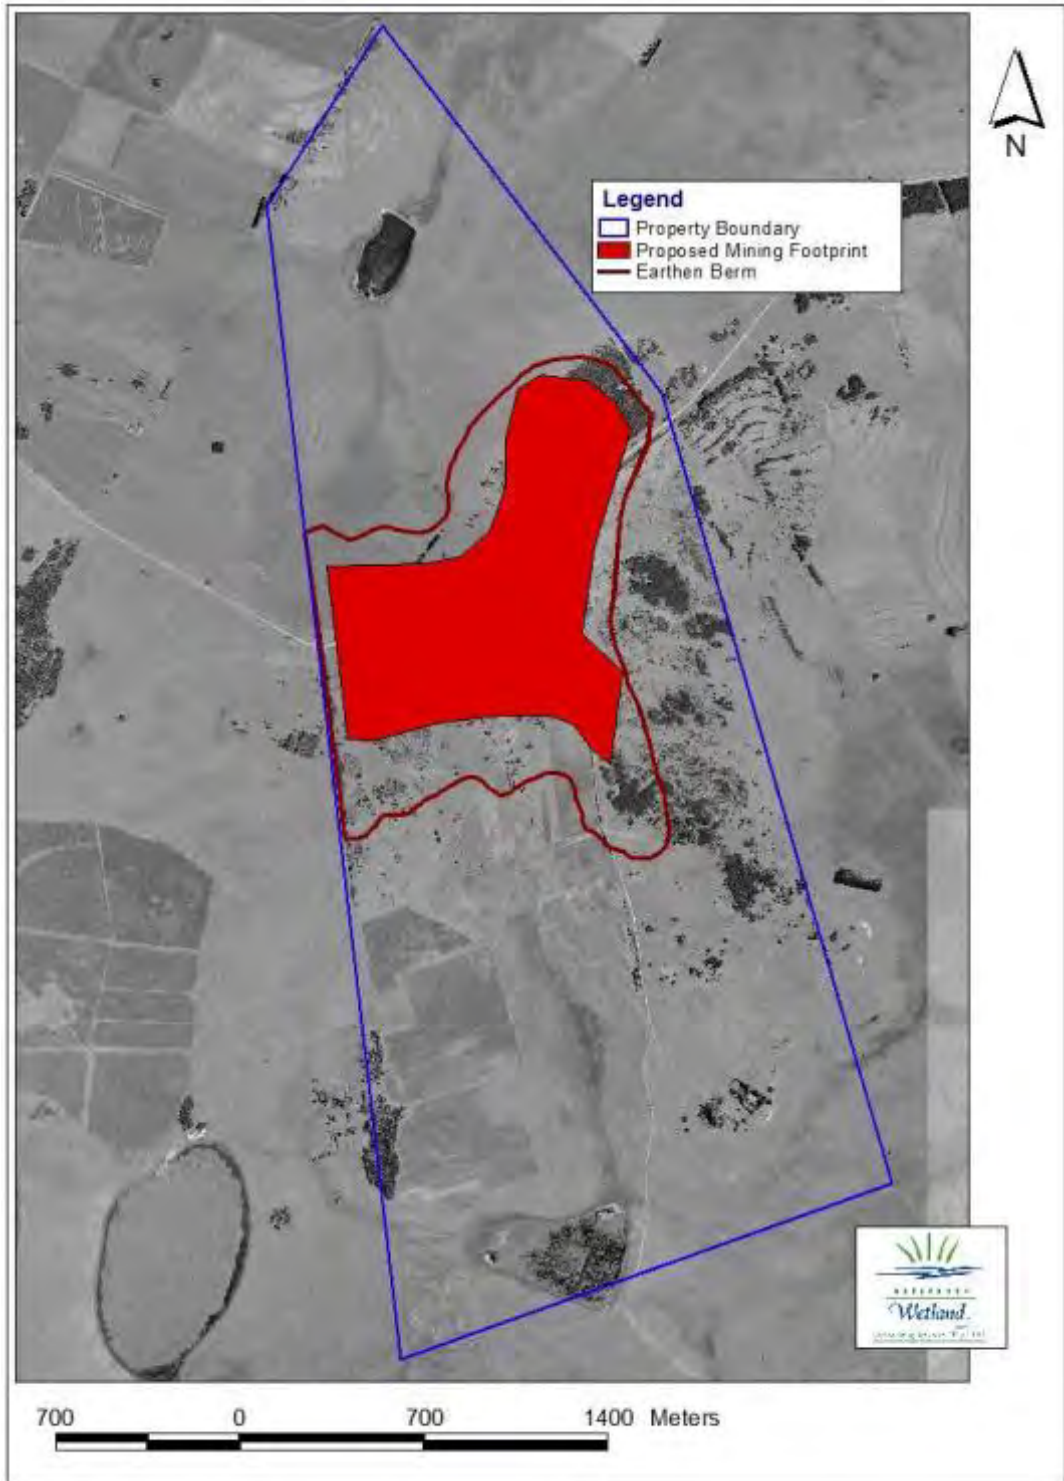 N
Legend
Property Boundary
Proposed Mining Footprint
Earthen Berm
Wetland
700 0 700 1400 Meters